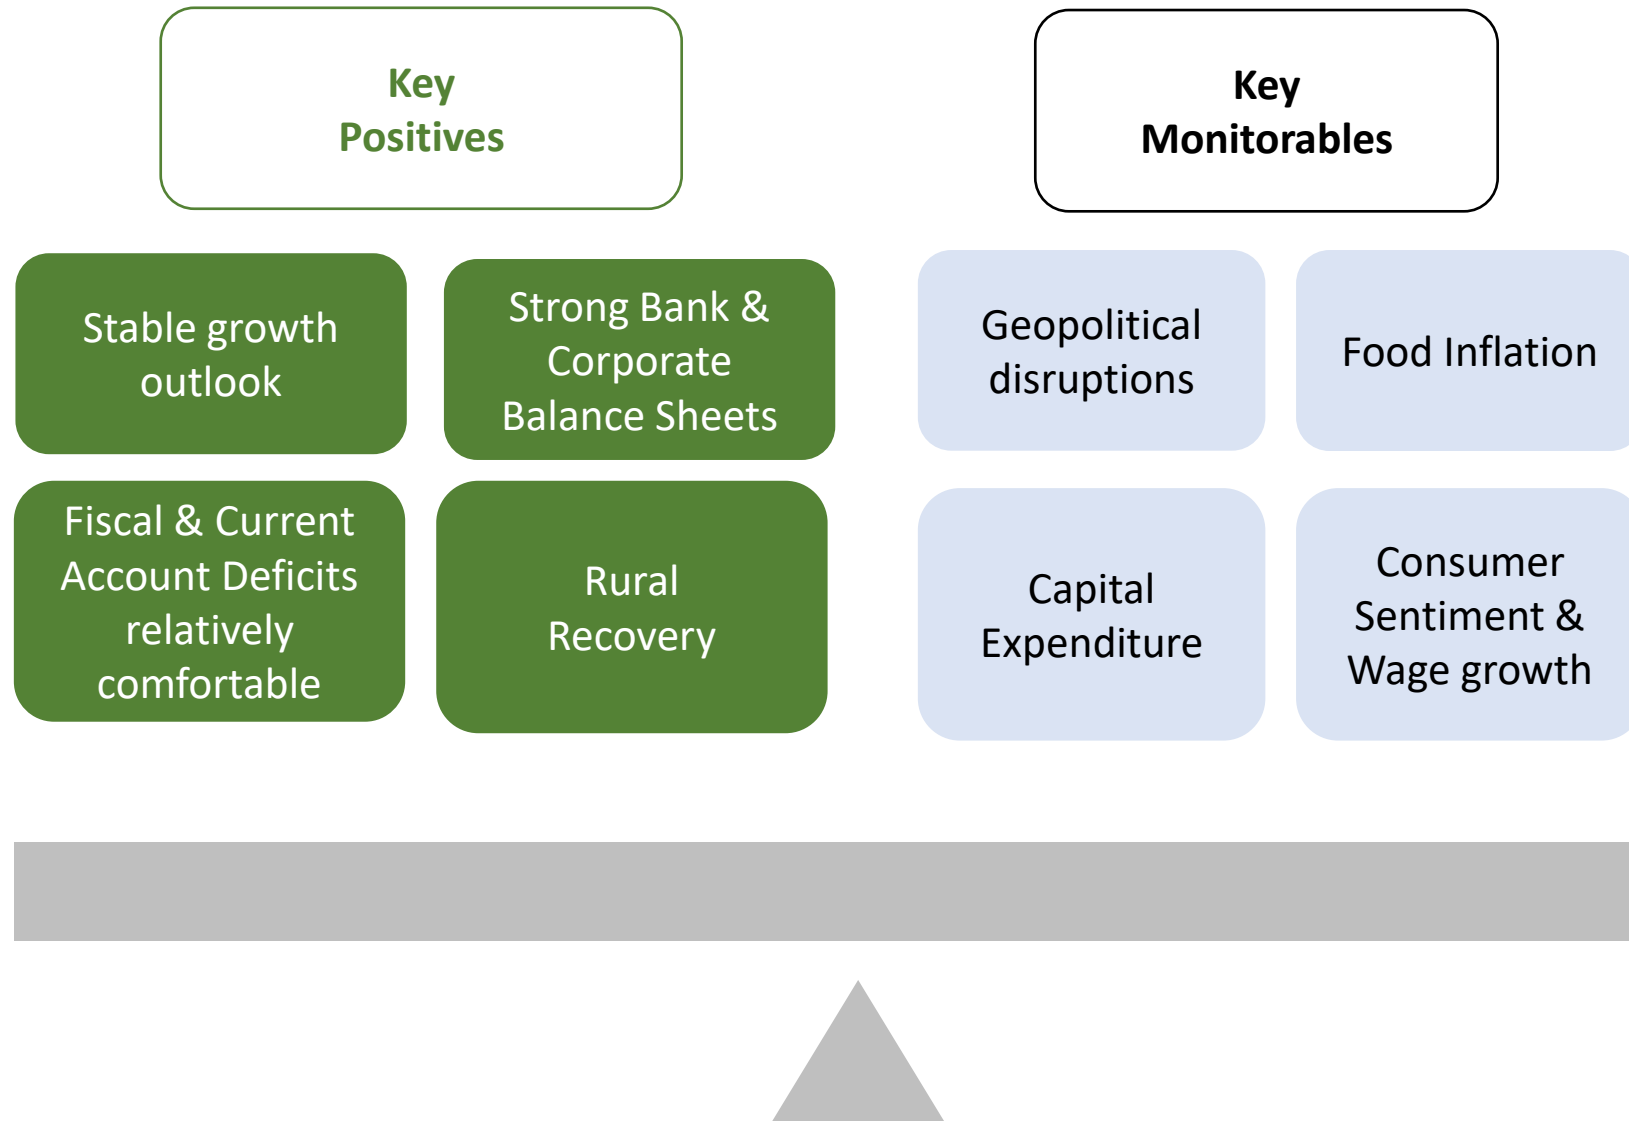 Key
Positives
Key
Monitorables
Stable growth
outlook
Strong Bank &
Corporate
Balance Sheets
Geopolitical
disruptions
Food Inflation
Fiscal & Current
Account Deficits
relatively
comfortable
Rural
Recovery
Capital
Expenditure
Consumer
Sentiment &
Wage growth